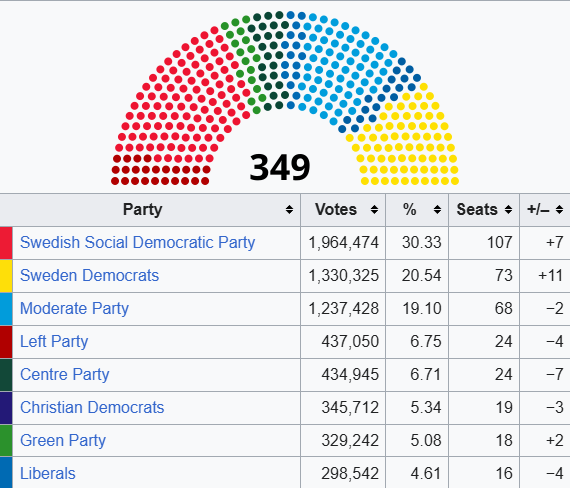 349
Party Votes % Seats +/–
Swedish Social Democratic Party 1,964,474 30.33 107 +7
Sweden Democrats 1,330,325 20.54 73 +11
Moderate Party 1,237,428 19.10 68 −2
Left Party 437,050 6.75 24 −4
Centre Party 434,945 6.71 24 −7
Christian Democrats 345,712 5.34 19 −3
Green Party 329,242 5.08 18 +2
Liberals 298,542 4.61 16 −4